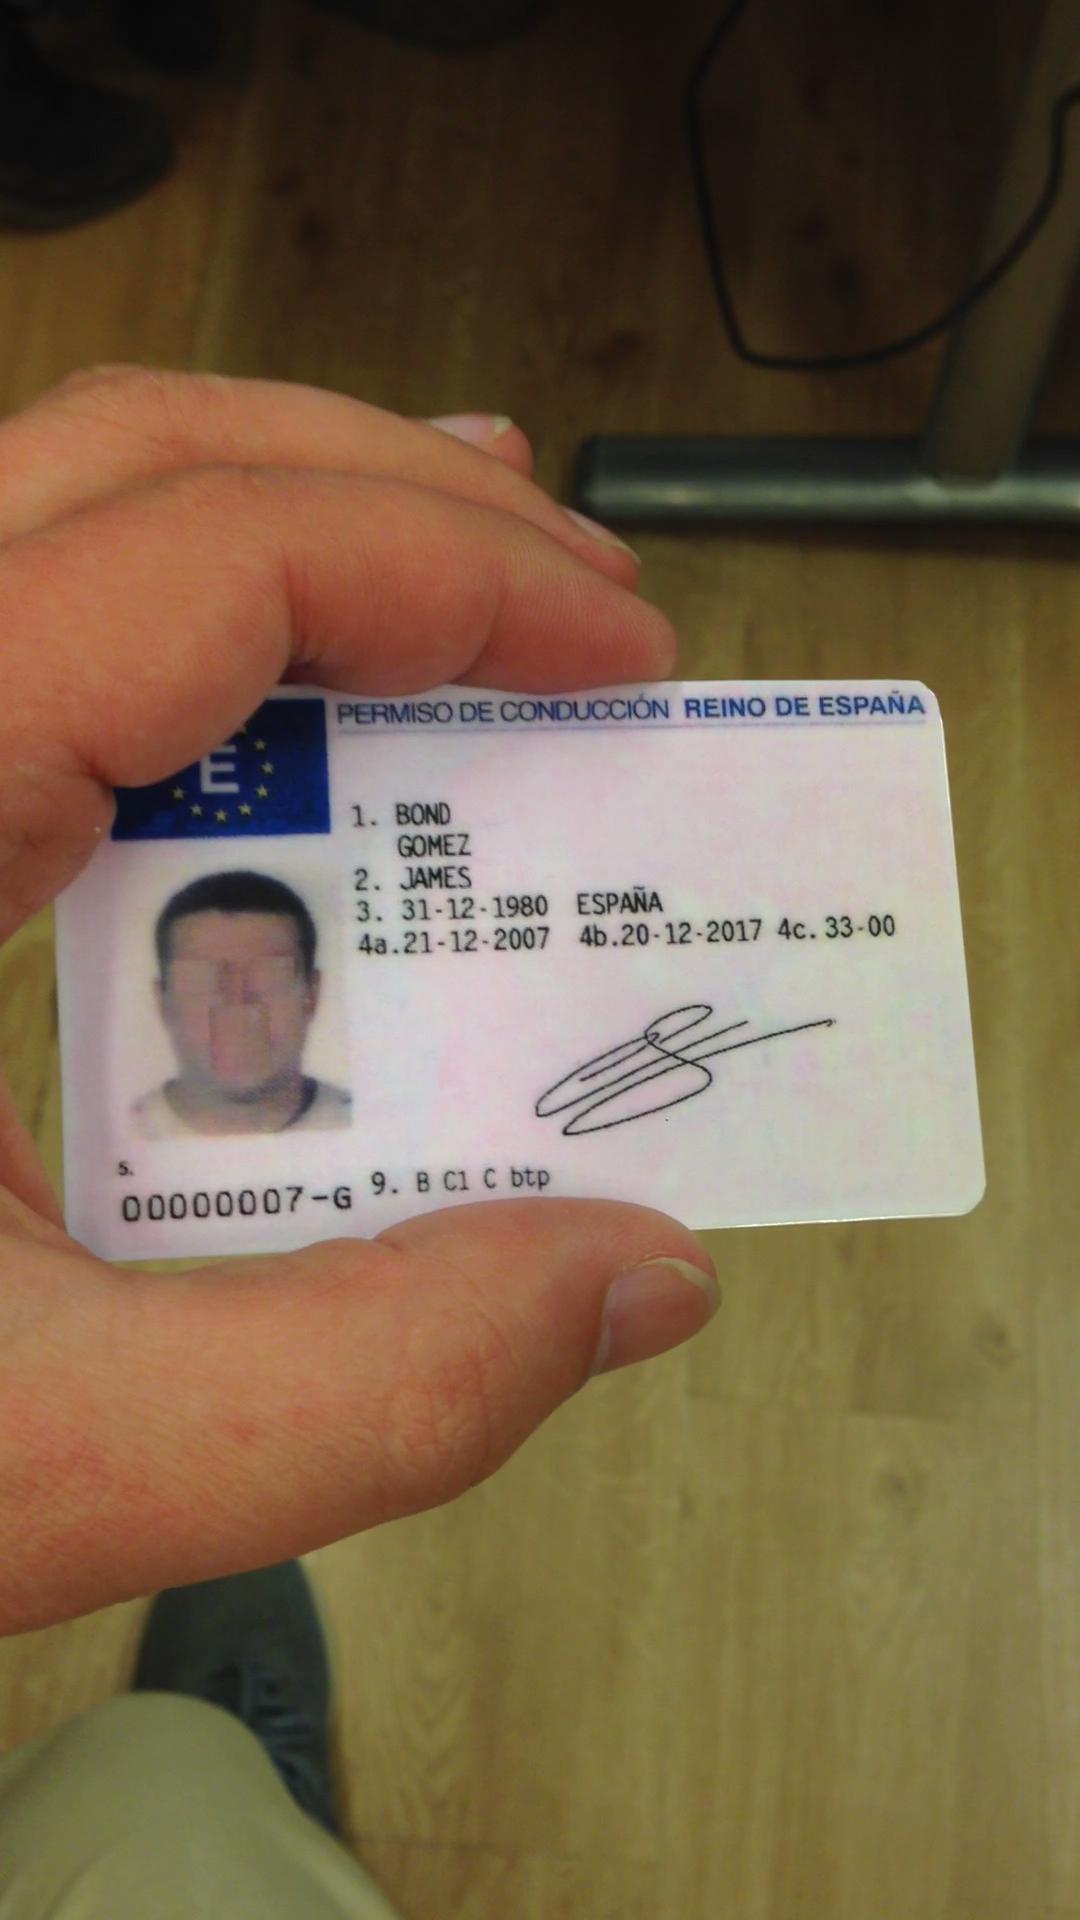 E
PERMISO DE CONDUCCIÓN REINO DE ESPAÑA
1. BOND
GOMEZ
2. JAMES
3. 31-12-1980 ESPAÑA
4a.21-12-2007 4b.20-12-2017 4c. 33-00
5.
00000007-G
9. B C1 C btp